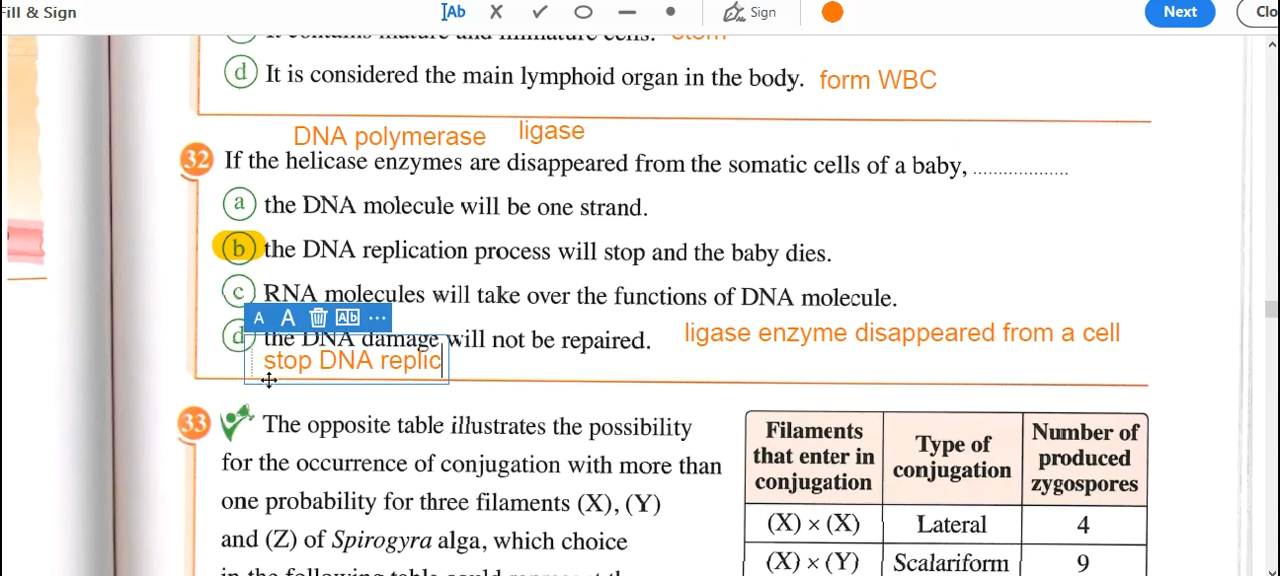 Fill & Sign
Ab
Sign
Next
Clo
d It is considered the main lymphoid organ in the body. form WBC
DNA polymerase ligase
32 If the helicase enzymes are disappeared from the somatic cells of a baby, ...................
a the DNA molecule will be one strand.
b the DNA replication process will stop and the baby dies.
c RNA molecules will take over the functions of DNA molecule.
A A Ab ...
d the DNA damage will not be repaired. ligase enzyme disappeared from a cell
stop DNA replic
33 The opposite table illustrates the possibility
for the occurrence of conjugation with more than
one probability for three filaments (X), (Y)
and (Z) of Spirogyra alga, which choice
Filaments that enter in conjugation Type of conjugation Number of produced zygospores
(X) × (X) Lateral 4
(X) × (Y) Scalariform 9